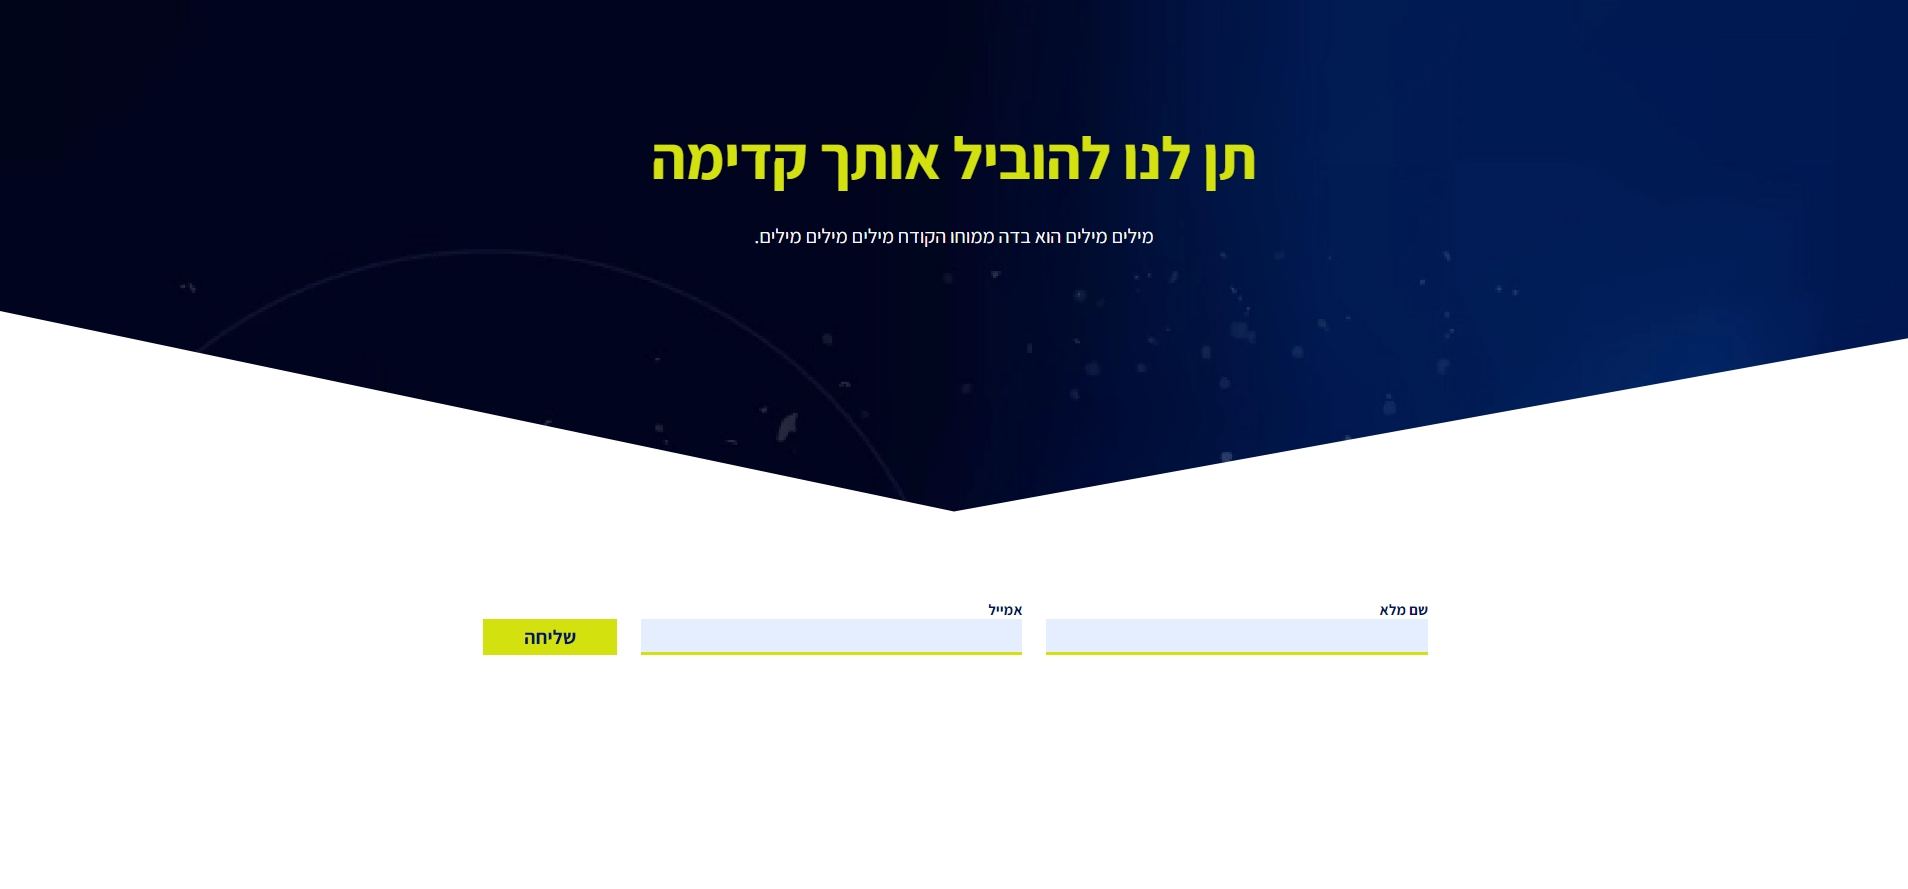 תן לנו להוביל אותך קדימה
מילים מילים הוא בדה ממוחו הקודח מילים מילים מילים.
שם מלא
אמייל
שליחה